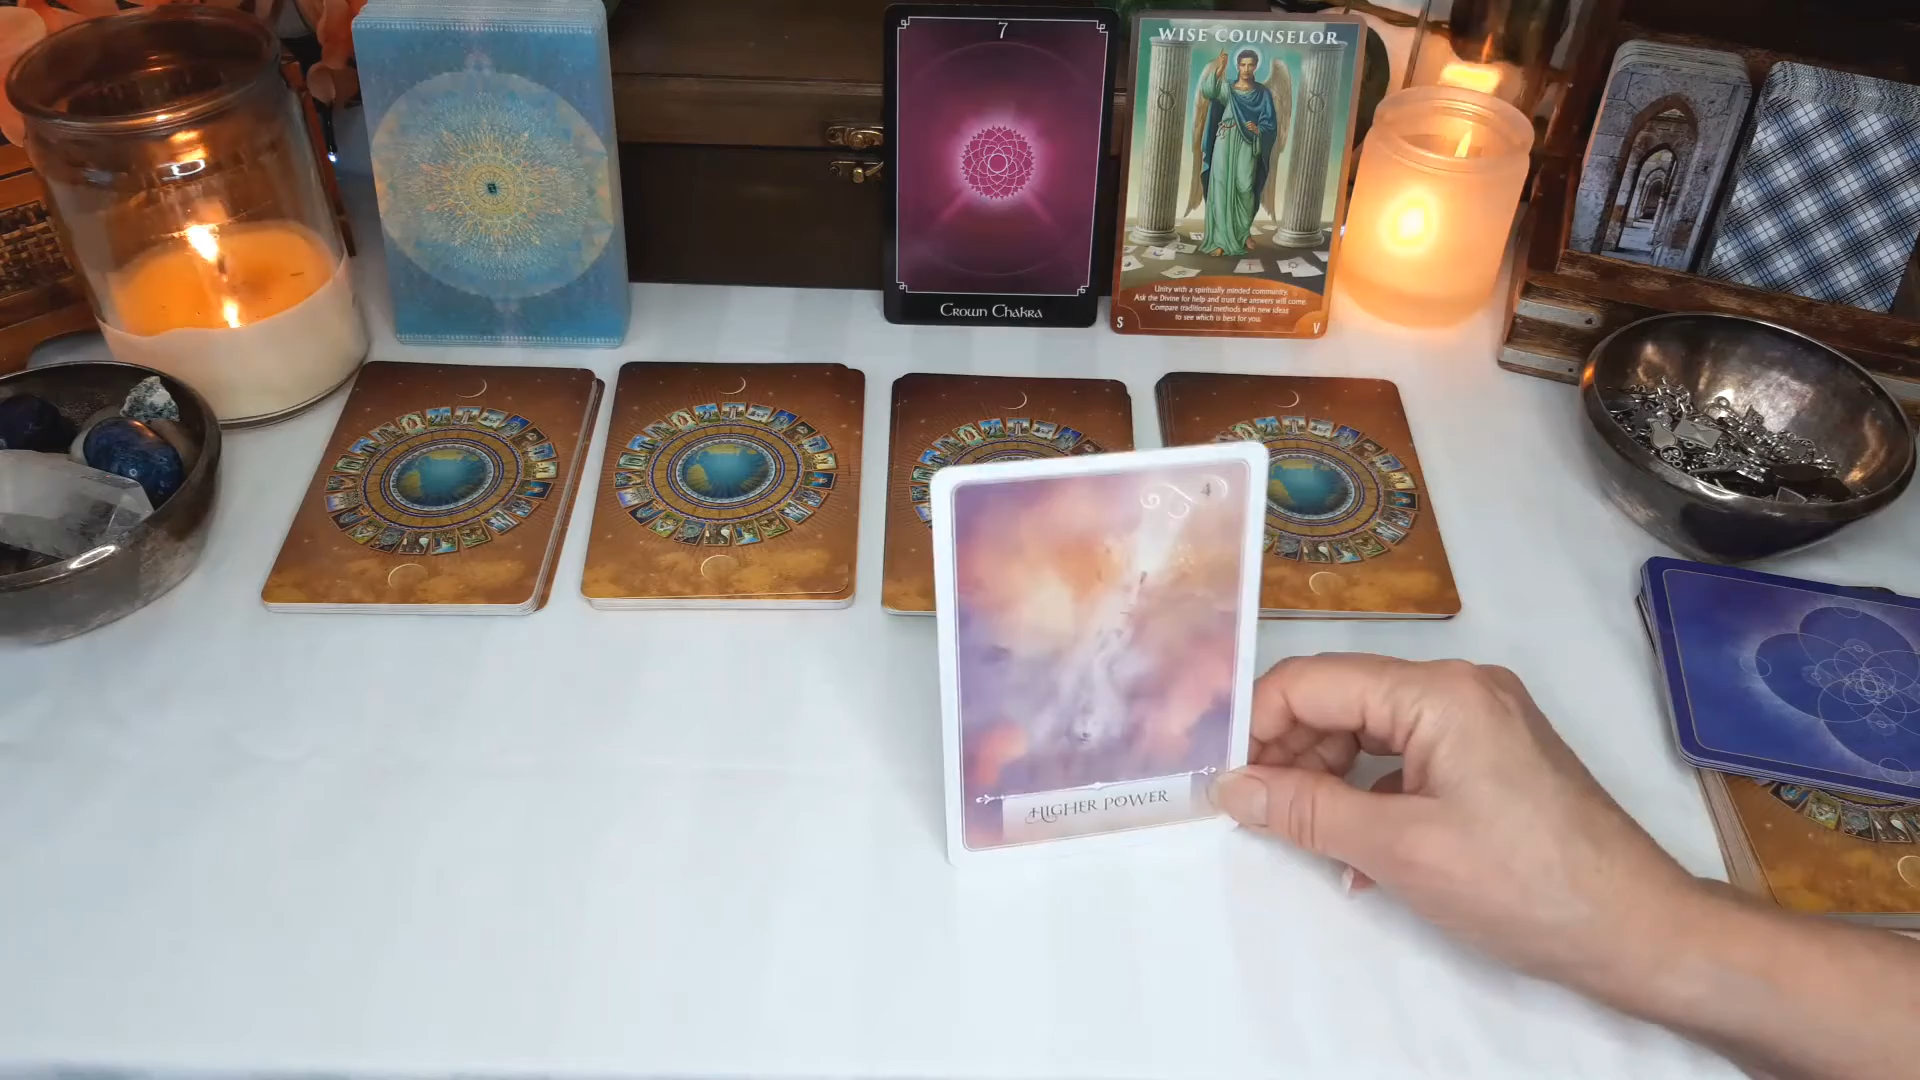 7
Crown Chakra
WISE COUNSELOR
Unity with a spiritually minded community.
Ask the Divine for help and trust the answers will come.
Compare traditional methods with new ideas
to see which is best for you.
S
V
4
HIGHER POWER